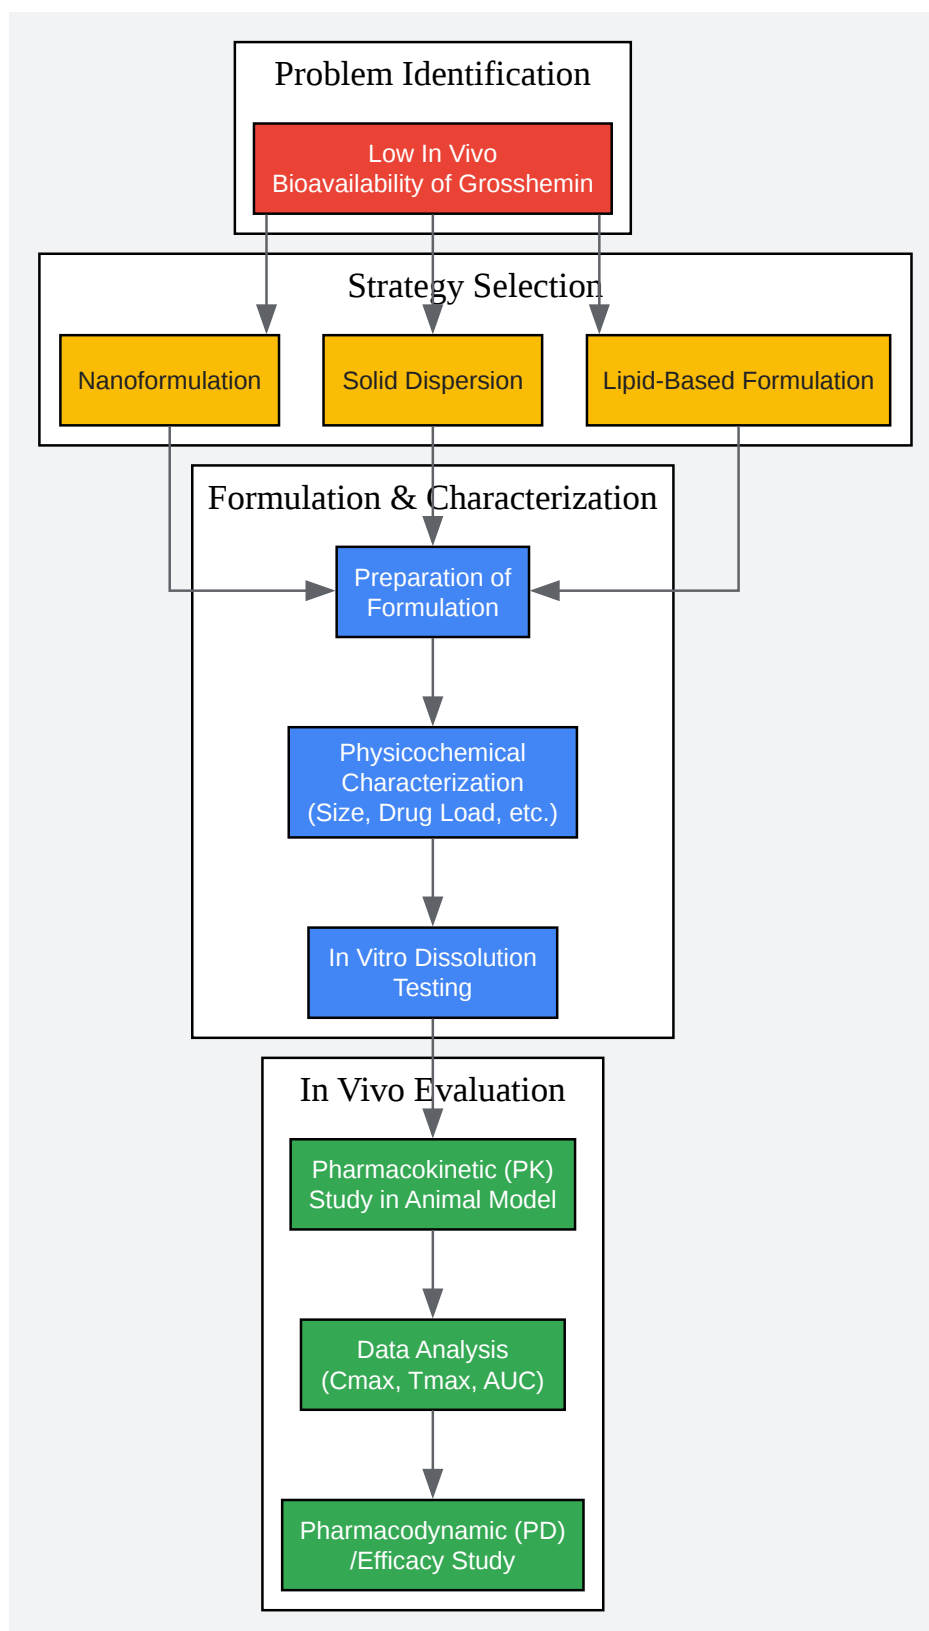 Problem Identification
Low In Vivo
Bioavailability of Grosshemin
Strategy Selection
Nanoformulation
Solid Dispersion
Lipid-Based Formulation
Formulation & Characterization
Preparation of
Formulation
Physicochemical
Characterization
(Size, Drug Load, etc.)
In Vitro Dissolution
Testing
In Vivo Evaluation
Pharmacokinetic (PK)
Study in Animal Model
Data Analysis
(Cmax, Tmax, AUC)
Pharmacodynamic (PD)
/Efficacy Study